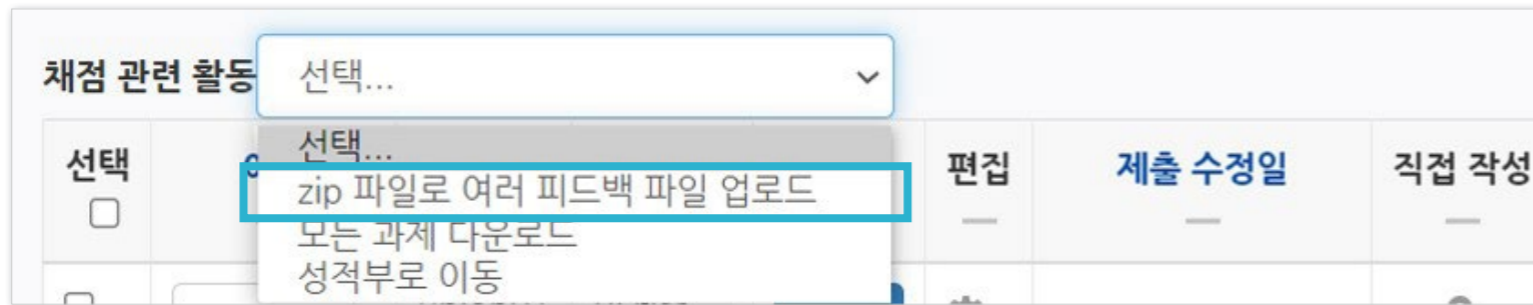 채점 관련 활동 선택...
선택 선택... 편집 제출 수정일 직접 작성
zip 파일로 여러 피드백 파일 업로드
모든 과제 다운로드
성적부로 이동